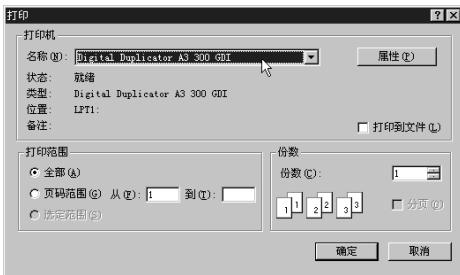 打印
打印机
名称(N): Digital Duplicator A3 300 GDI 属性(P)
状态: 就绪
类型: Digital Duplicator A3 300 GDI
位置: LPT1:
备注: 打印到文件(L)
打印范围
全部(A)
页码范围(G) 从(F): 1 到(T):
选定范围(S)
份数
份数(C): 1
1 1 2 2 3 3 分页(O)
确定 取消